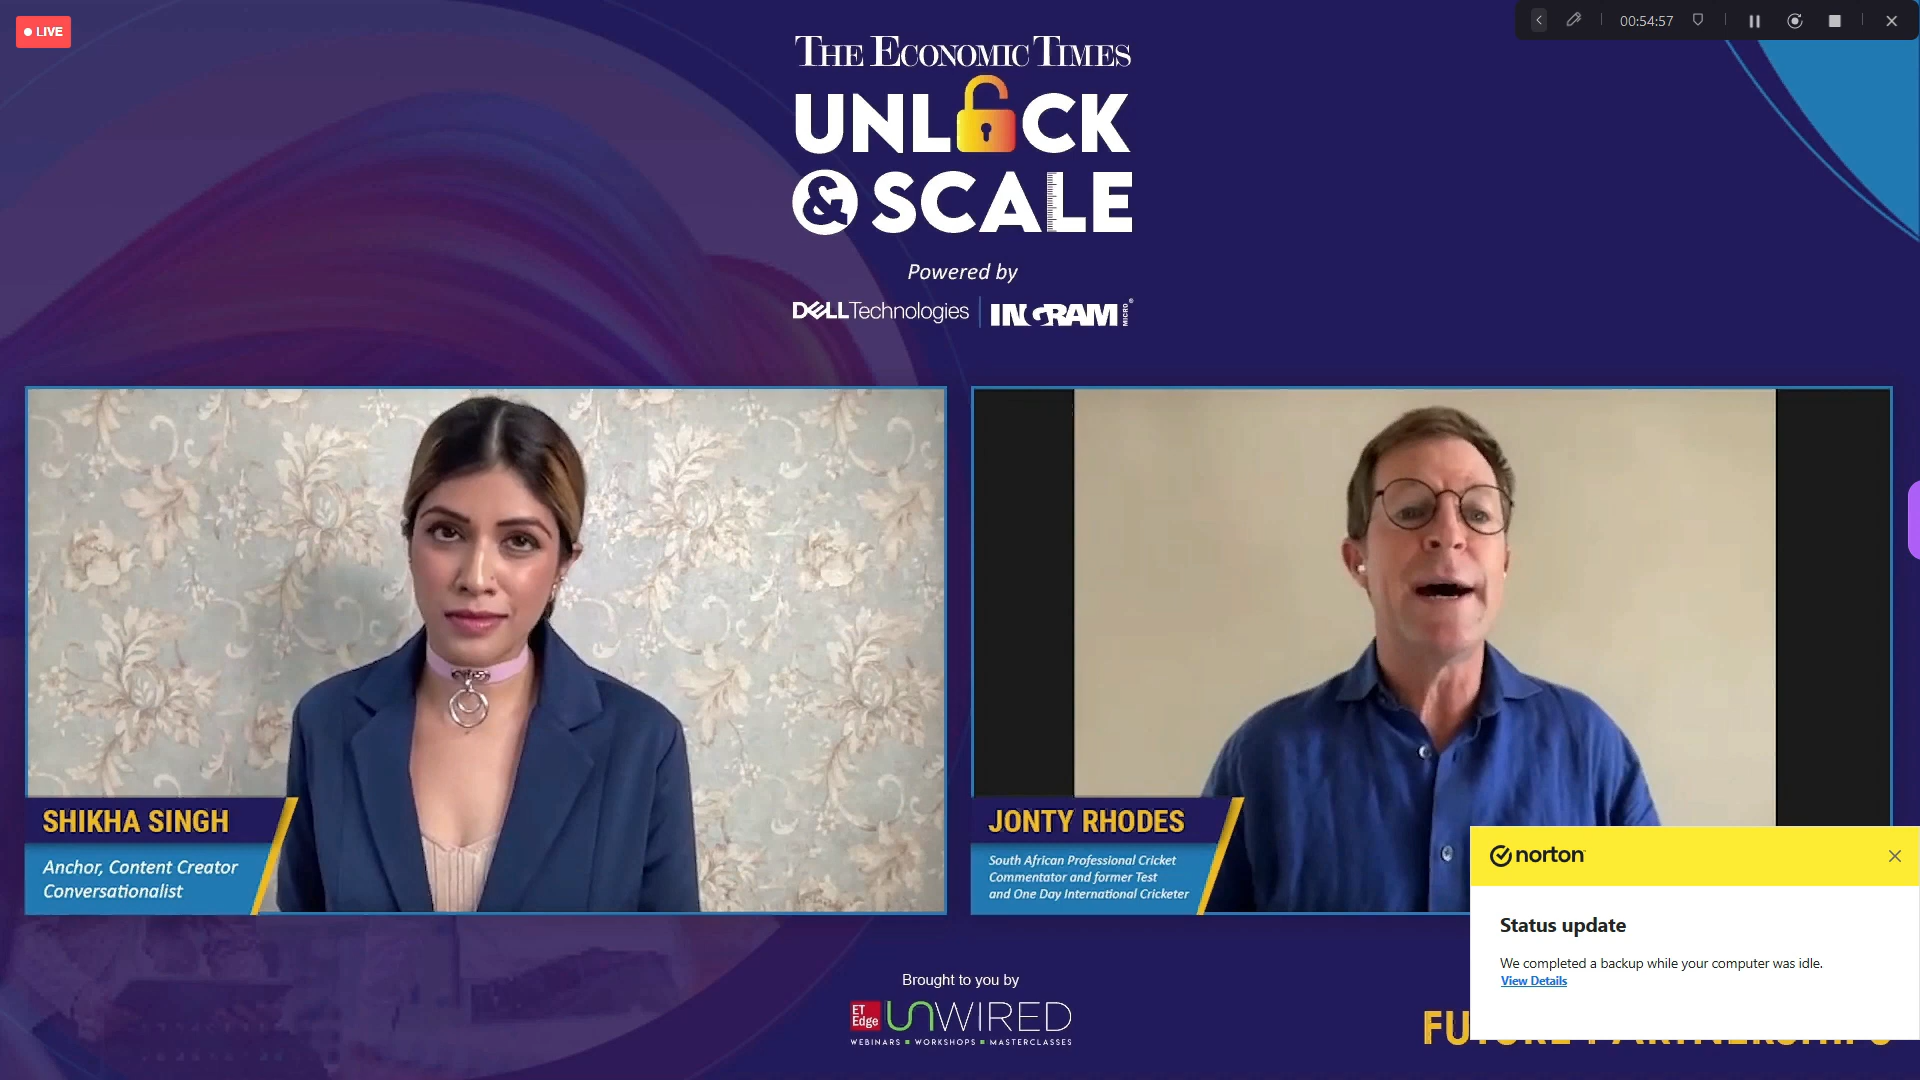 LIVE
00:54:57
THE ECONOMIC TIMES
UNLOCK
& SCALE
Powered by
DELL Technologies | INGRAM MICRO®
SHIKHA SINGH
Anchor, Content Creator
Conversationalist
JONTY RHODES
South African Professional Cricket
Commentator and former Test
and One Day International Cricketer
norton
Status update
We completed a backup while your computer was idle.
View Details
Brought to you by
ET Edge UNWIRED
WEBINARS ▪ WORKSHOPS ▪ MASTERCLASSES